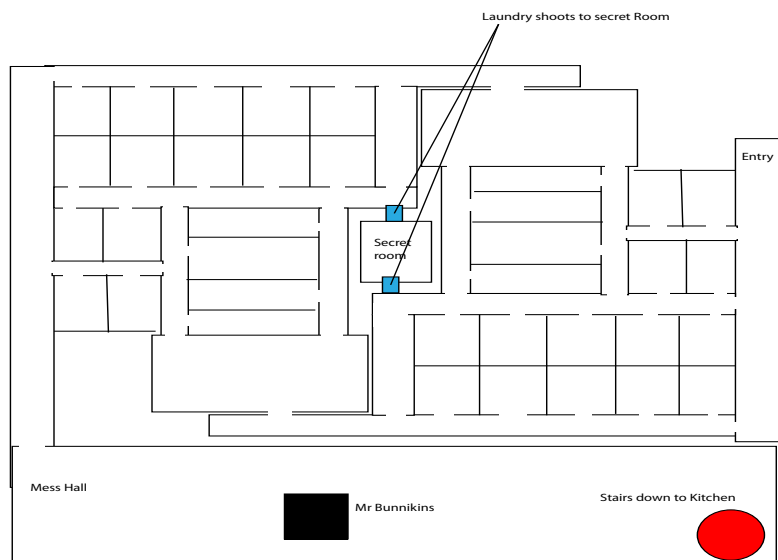 Laundry shoots to secret Room
Entry
Secret
room
Mess Hall
Mr Bunnikins
Stairs down to Kitchen